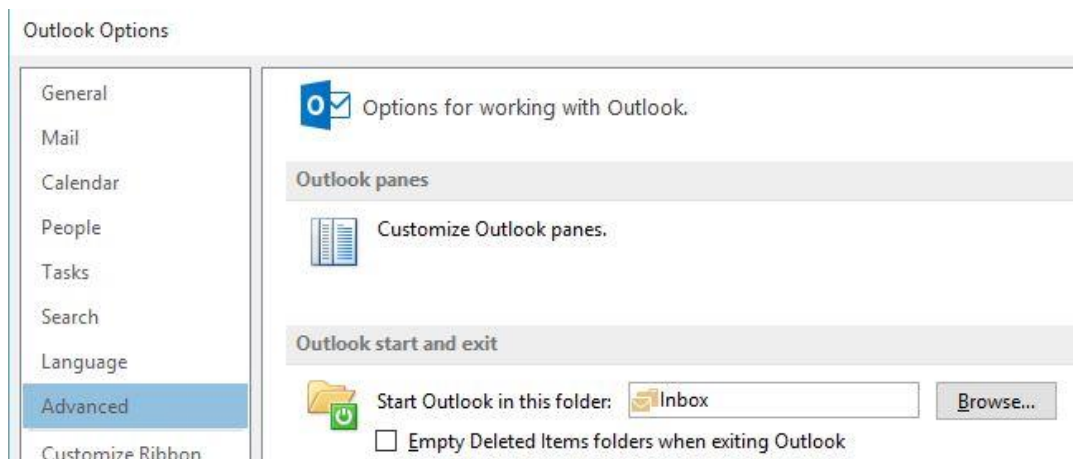 Outlook Options
General
Mail
Calendar
People
Tasks
Search
Language
Advanced
Customize Ribbon
Options for working with Outlook.
Outlook panes
Customize Outlook panes.
Outlook start and exit
Start Outlook in this folder: Inbox Browse...
Empty Deleted Items folders when exiting Outlook